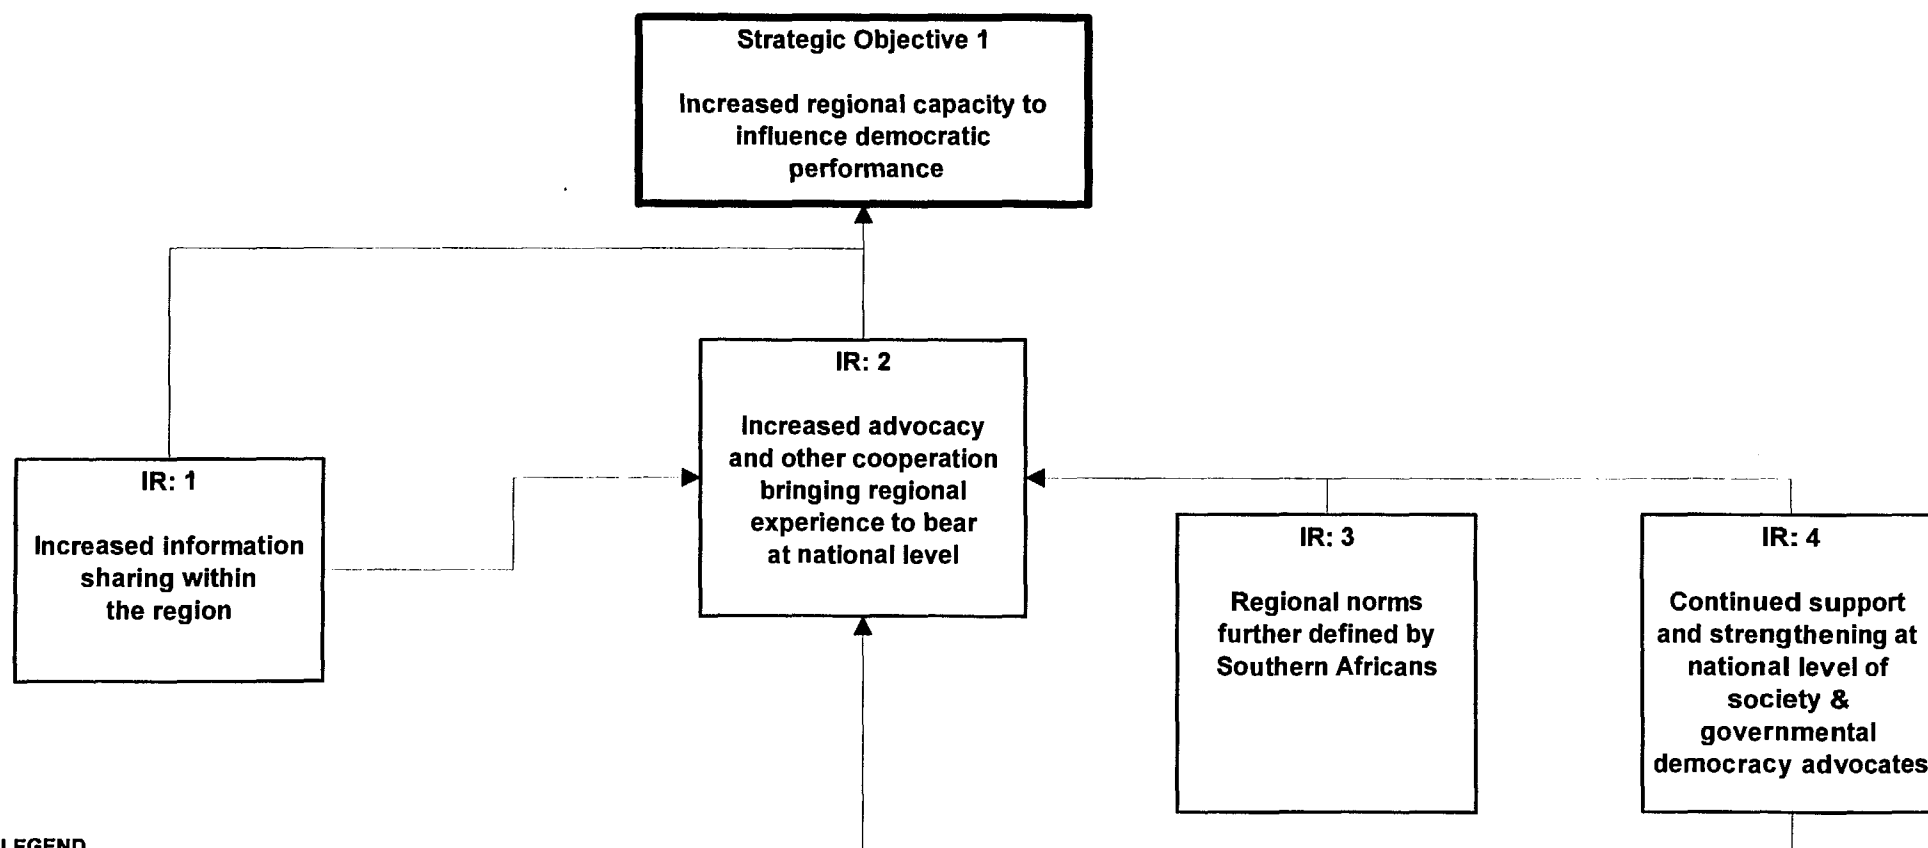 Strategic Objective 1
Increased regional capacity to
influence democratic
performance
IR: 2
Increased advocacy
and other cooperation
bringing regional
experience to bear
at national level
IR: 1
Increased information
sharing within
the region
IR: 3
Regional norms
further defined by
Southern Africans
IR: 4
Continued support
and strengthening at
national level of
society &
governmental
democracy advocates
LEGEND